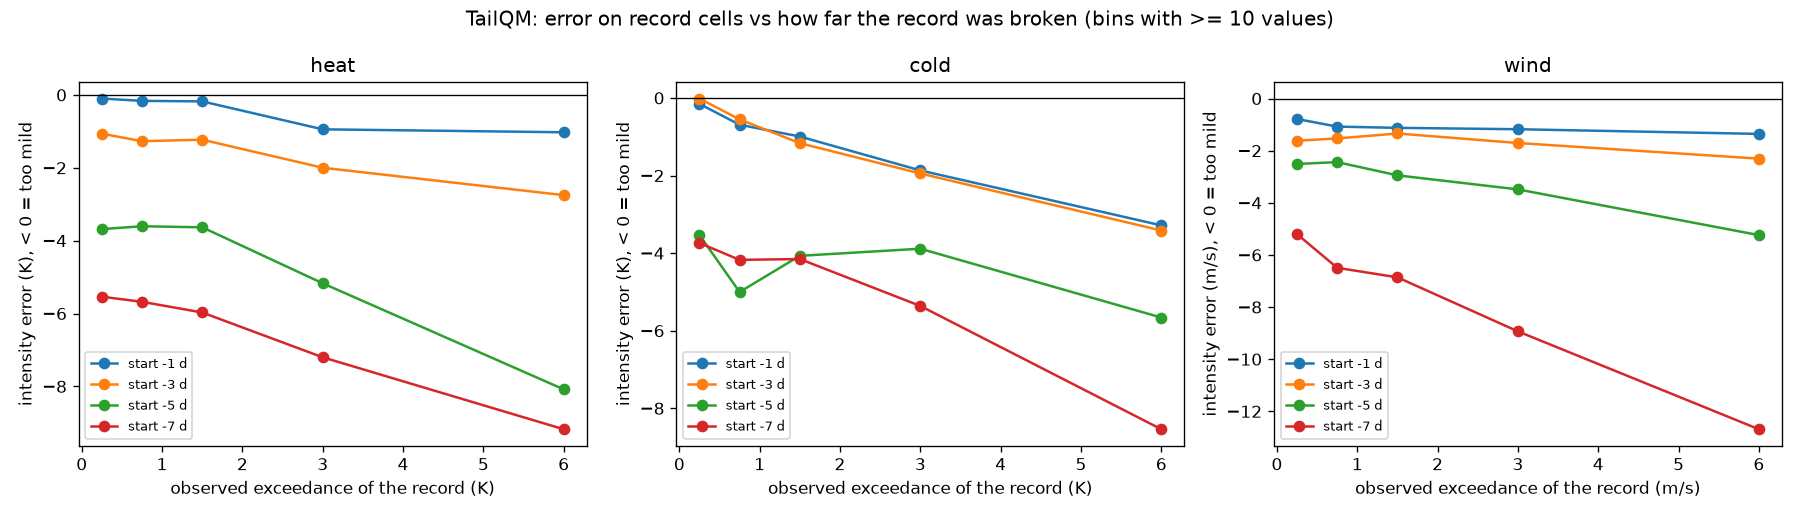 TailQM: error on record cells vs how far the record was broken (bins with >= 10 values)
heat
intensity error (K), < 0 = too mild
0
−2
−4
−6
−8
start -1 d
start -3 d
start -5 d
start -7 d
0 1 2 3 4 5 6
observed exceedance of the record (K)
cold
intensity error (K), < 0 = too mild
0
−2
−4
−6
−8
start -1 d
start -3 d
start -5 d
start -7 d
0 1 2 3 4 5 6
observed exceedance of the record (K)
wind
intensity error (m/s), < 0 = too mild
0
−2
−4
−6
−8
−10
−12
start -1 d
start -3 d
start -5 d
start -7 d
0 1 2 3 4 5 6
observed exceedance of the record (m/s)